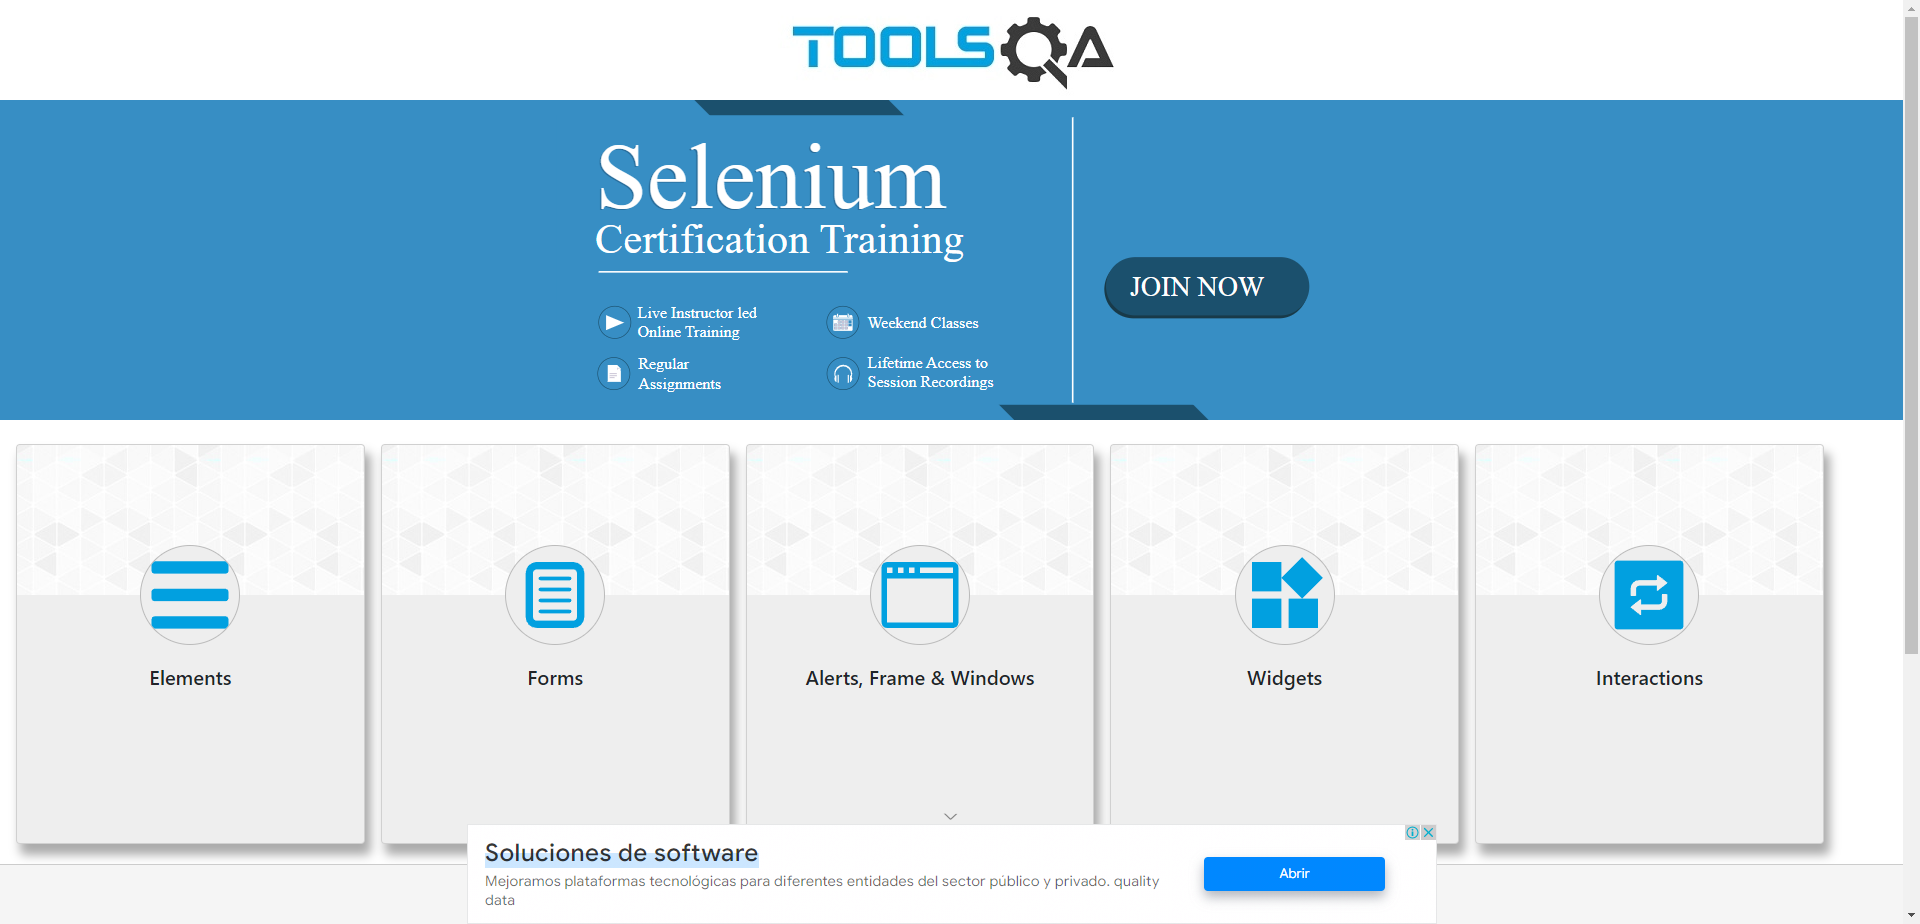 TOOLSQA
Selenium
Certification Training
JOIN NOW
Live Instructor led
Online Training
Weekend Classes
Regular
Assignments
Lifetime Access to
Session Recordings
Elements
Forms
Alerts, Frame & Windows
Widgets
Interactions
Soluciones de software
Mejoramos plataformas tecnológicas para diferentes entidades del sector público y privado. quality
data
Abrir